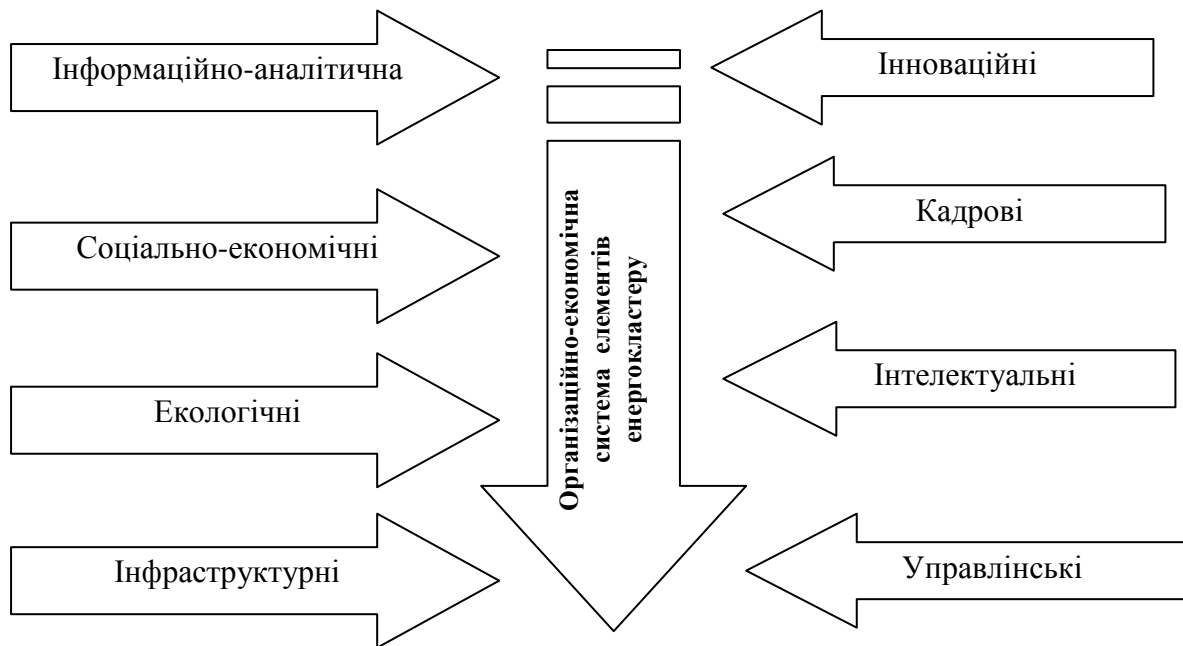 Інформаційно-аналітична
Інноваційні
Соціально-економічні
Кадрові
Організаційно-економічна
система елементів
енергокластеру
Екологічні
Інтелектуальні
Інфраструктурні
Управлінські